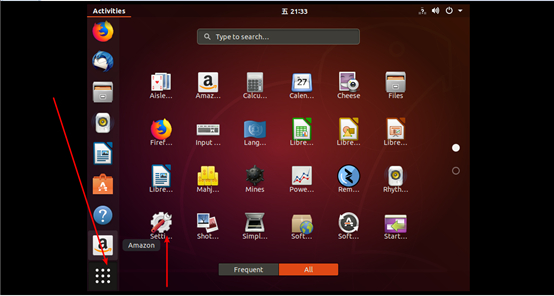 Activities
五 21:33
Type to search...
Aisle...
Amaz...
Calcu...
Calen...
Cheese
Files
Firef...
Input ...
Lang...
Libre...
Libre...
Libre...
Libre...
Mahj...
Mines
Powe...
Rem...
Rhyth...
Setti...
Shot...
Simpl...
Soft...
Soft...
Start...
Amazon
Frequent
All